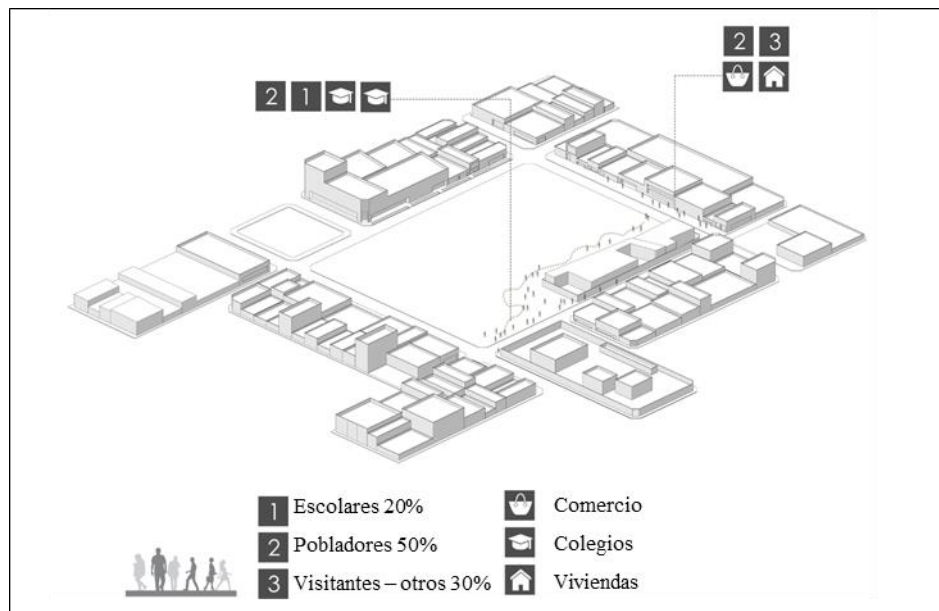 2 3
2 1
1 Escolares 20%
2 Pobladores 50%
3 Visitantes – otros 30%
Comercio
Colegios
Viviendas